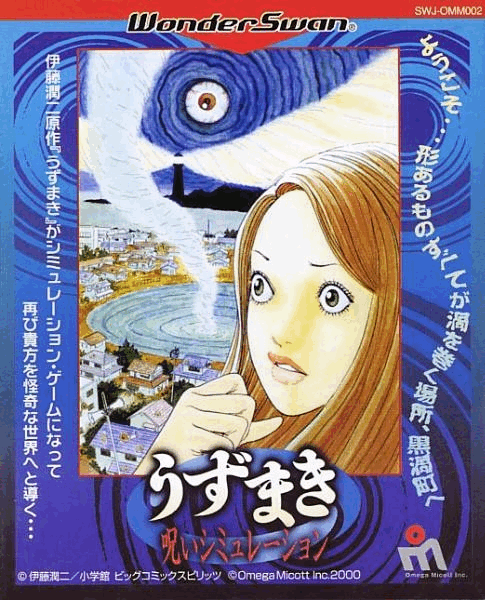 WonderSwan®
SWJ-OMM002
ようこそ・・・形あるものすべてが渦を巻く場所、黒渦町へ
伊藤潤二原作『うずまき』がシミュレーション・ゲームになって
再び貴方を怪奇な世界へと導く・・・
うずまき
呪いシミュレーション
© 伊藤潤二／小学館 ビッグコミックスピリッツ ©Omega Micott Inc.2000
Omega Micott Inc.